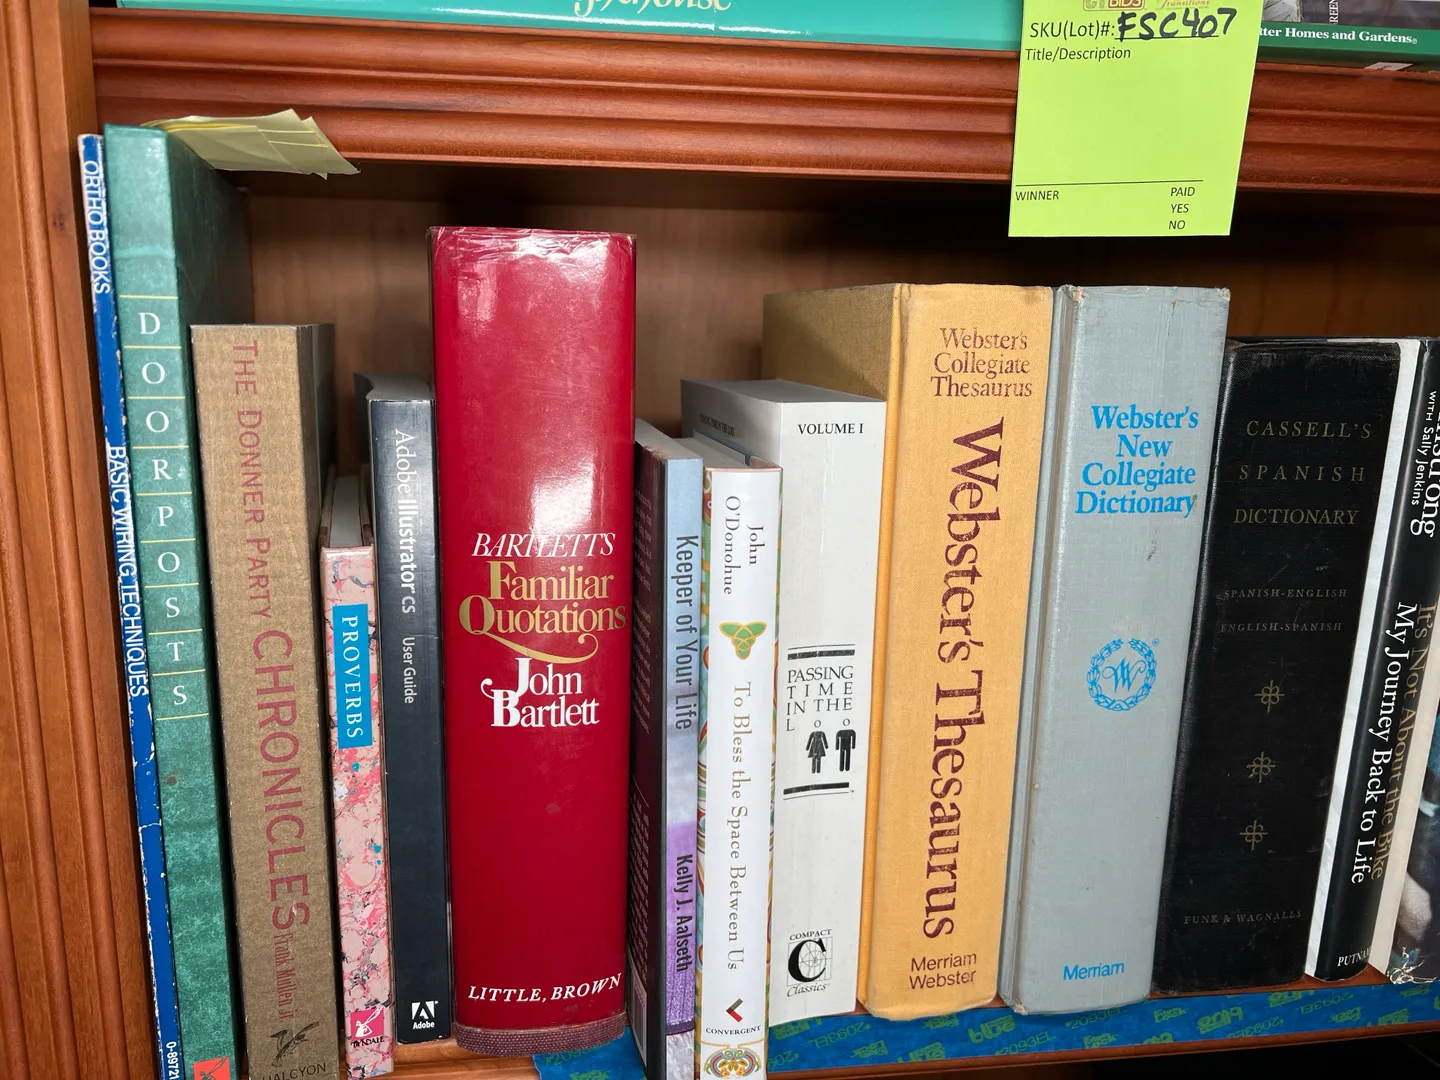 SKU(Lot)#: FSC407
Title/Description
WINNER
PAID
YES
NO
Better Homes and Gardens®
ORTHO BOOKS
BASIC WIRING TECHNIQUES
0-89721
DOORPOSTS
THE DONNER PARTY CHRONICLES
Frank Mullen, Jr.
HALCYON
PROVERBS
TYNDALE
Adobe Illustrator CS User Guide
Adobe
BARTLETT'S
Familiar
Quotations
John
Bartlett
LITTLE, BROWN
Keeper of Your Life
Kelly J. Aalseth
John
O'Donohue
To Bless the Space Between Us
CONVERGENT
VOLUME I
PASSING
TIME
IN THE
LOO
COMPACT
C
Classics
Webster's
Collegiate
Thesaurus
Webster's Thesaurus
Merriam
Webster
Webster's
New
Collegiate
Dictionary
W
Merriam
CASSELL'S
SPANISH
DICTIONARY
SPANISH-ENGLISH
ENGLISH-SPANISH
FUNK & WAGNALLS
WITH Sally Jenkins
It's Not About the Bike
My Journey Back to Life